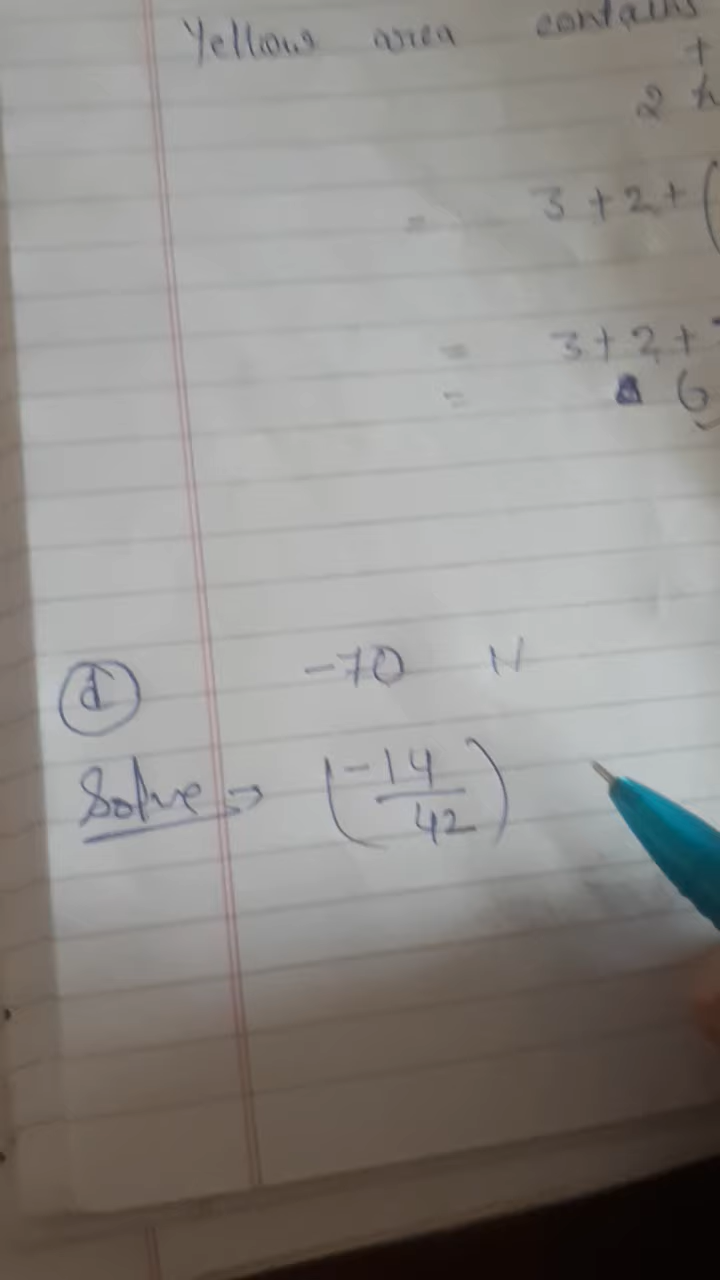 Yellow area contains
+
2
= 3 + 2 + (
= 3 + 2 +
= 6
(d) -70 N
Solve → (-14/42)